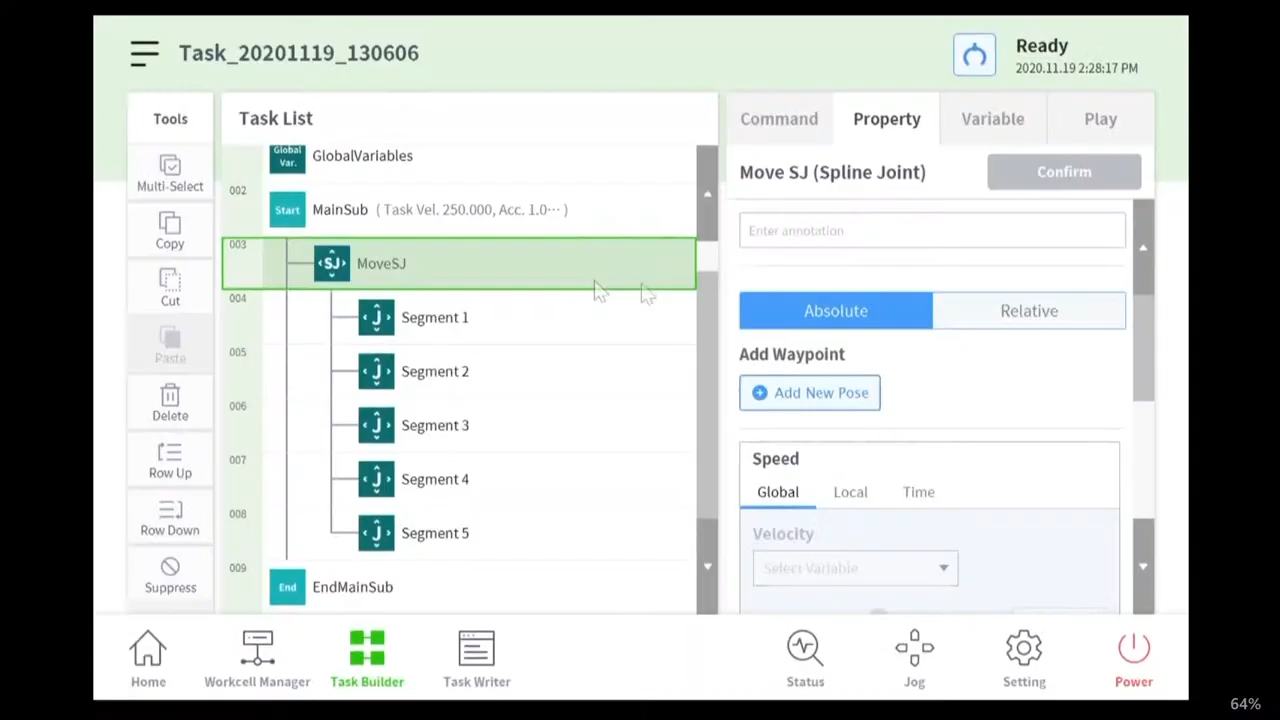 Task_20201119_130606
Ready
2020.11.19 2:28:17 PM
Tools
Multi-Select
Copy
Cut
Paste
Delete
Row Up
Row Down
Suppress
Task List
Global
Var.
GlobalVariables
002
Start
MainSub ( Task Vel. 250.000, Acc. 1.0··· )
003
SJ
MoveSJ
004
J
Segment 1
005
J
Segment 2
006
J
Segment 3
007
J
Segment 4
008
J
Segment 5
009
End
EndMainSub
Command
Property
Variable
Play
Move SJ (Spline Joint)
Confirm
Enter annotation
Absolute
Relative
Add Waypoint
Add New Pose
Speed
Global
Local
Time
Velocity
Select Variable
Home
Workcell Manager
Task Builder
Task Writer
Status
Jog
Setting
Power
64%